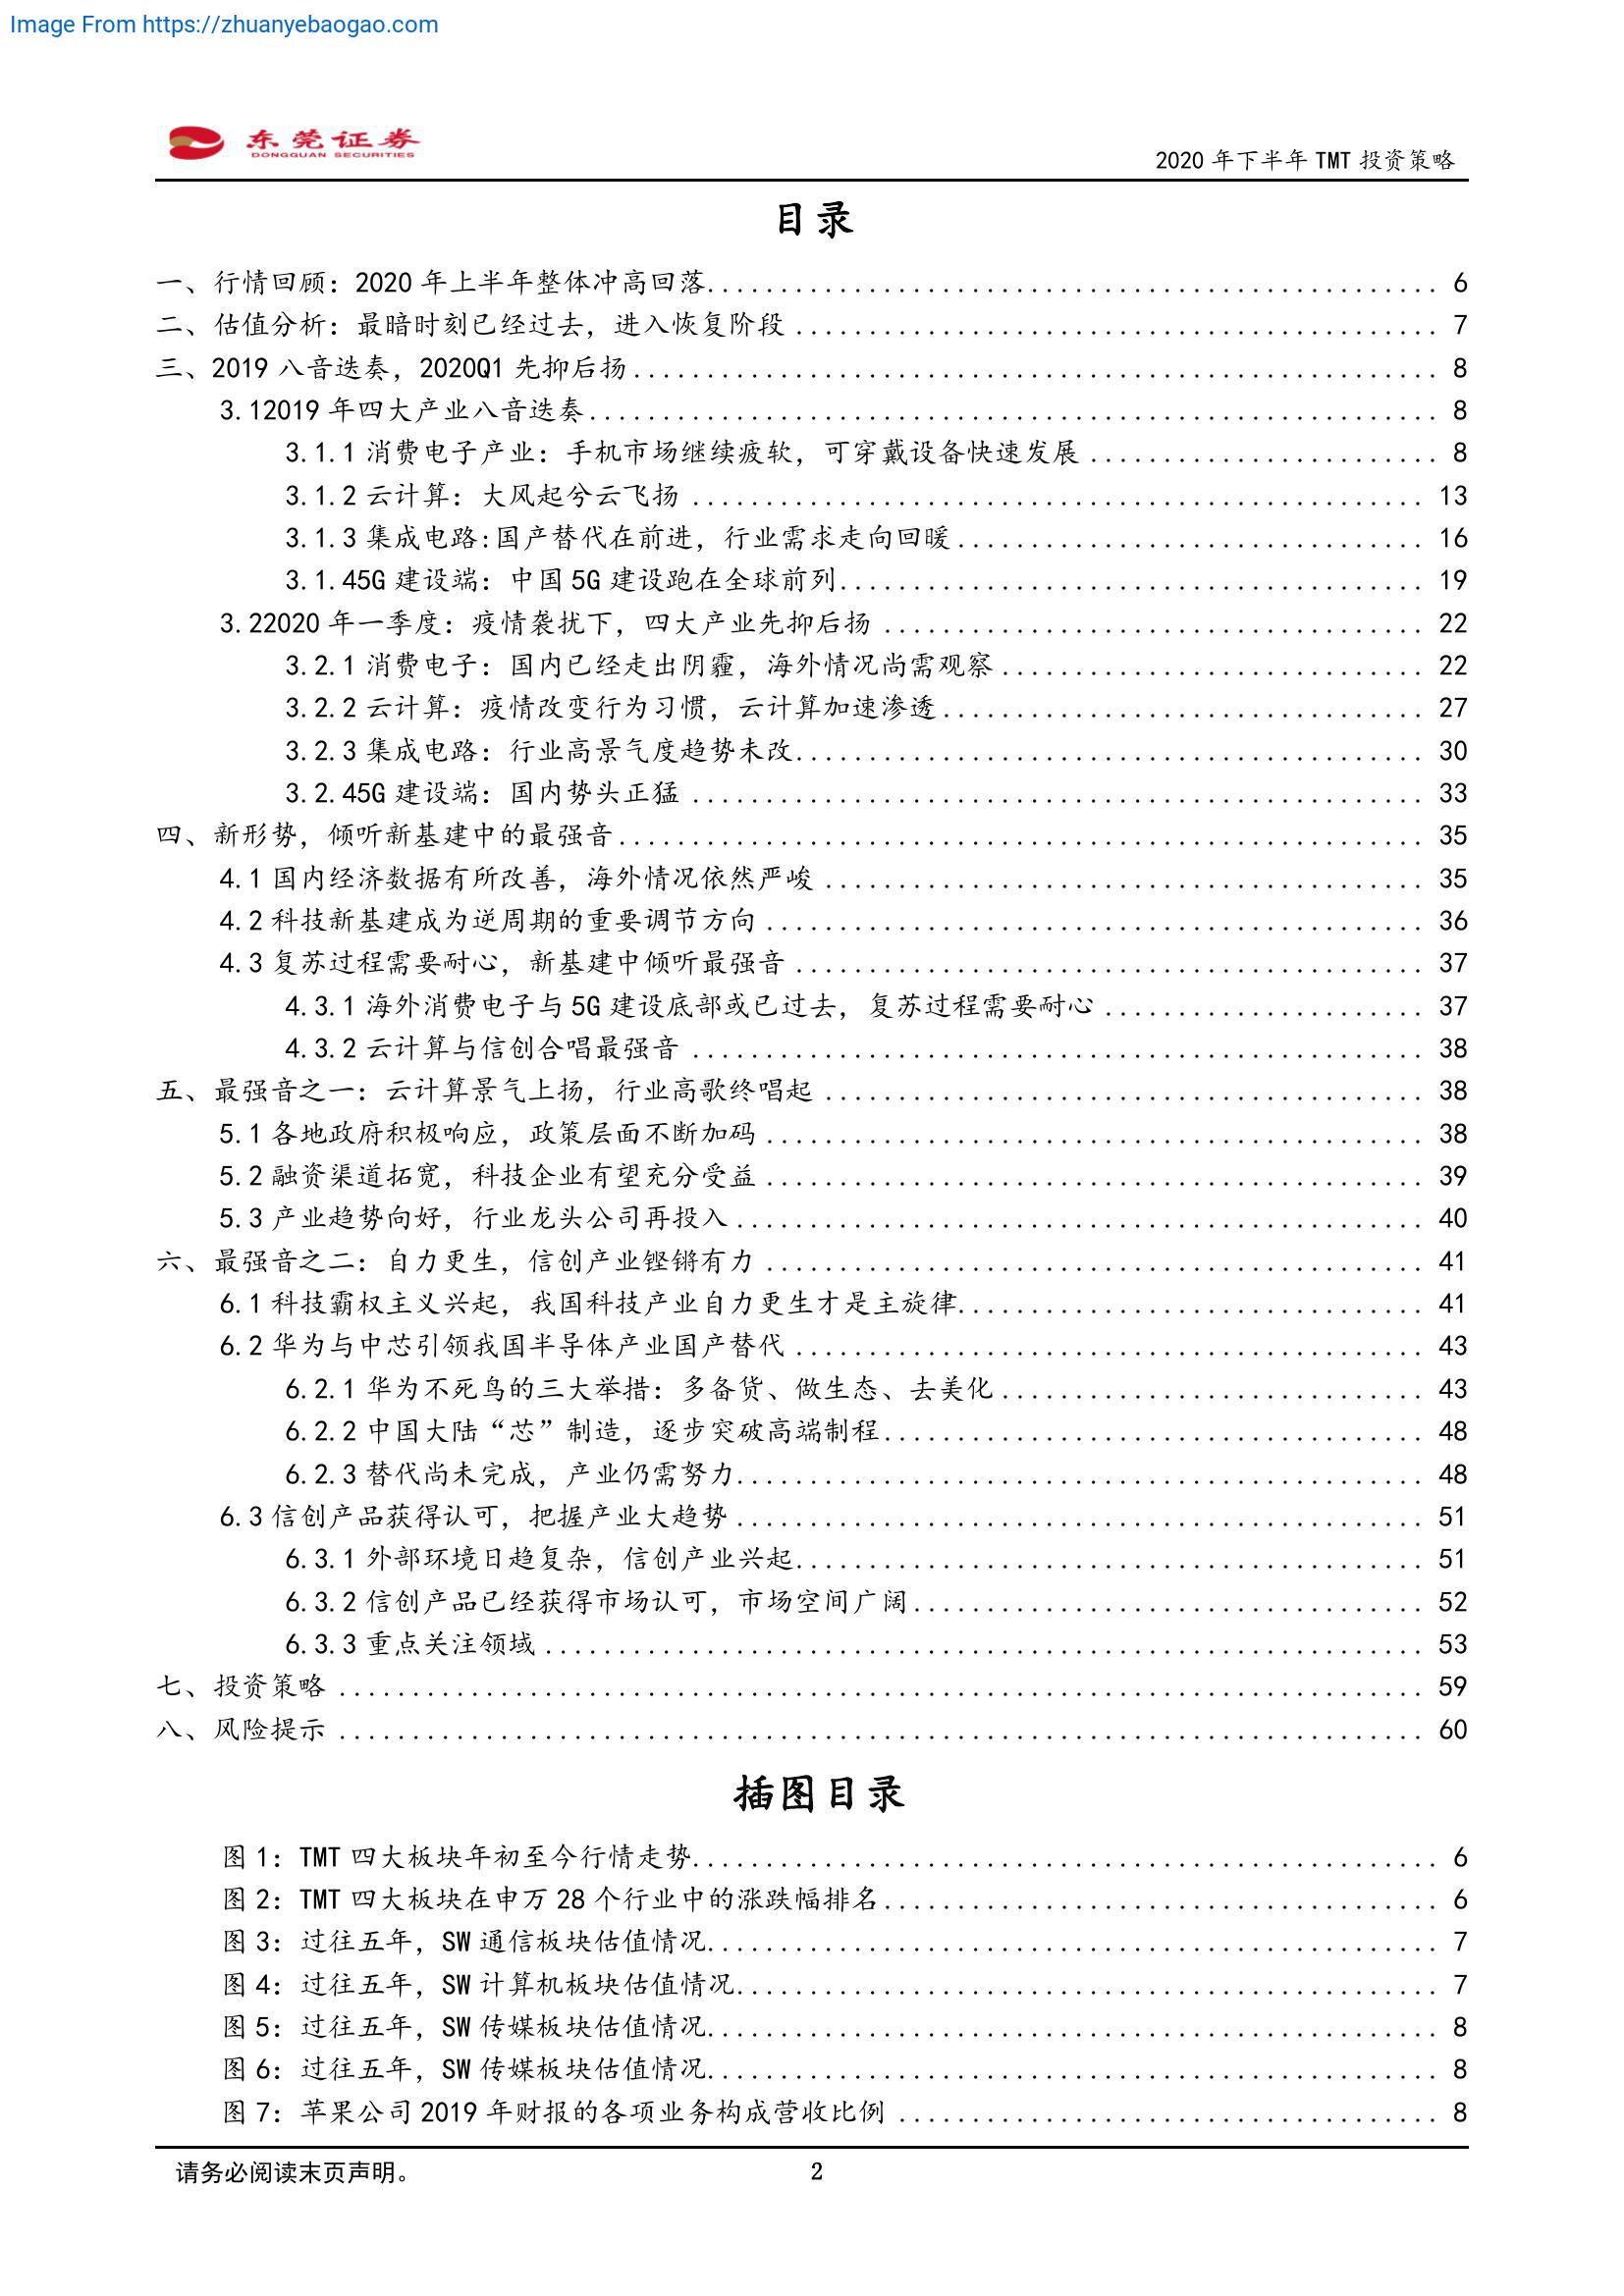 Image From https://zhuanyebaogao.com
东莞证券
DONGGUAN SECURITIES
2020 年下半年 TMT 投资策略
目录
一、行情回顾：2020 年上半年整体冲高回落 6
二、估值分析：最暗时刻已经过去，进入恢复阶段 7
三、2019 八音迭奏，2020Q1 先抑后扬 8
3.12019 年四大产业八音迭奏 8
3.1.1 消费电子产业：手机市场继续疲软，可穿戴设备快速发展 8
3.1.2 云计算：大风起兮云飞扬 13
3.1.3 集成电路:国产替代在前进，行业需求走向回暖 16
3.1.45G 建设端：中国 5G 建设跑在全球前列 19
3.22020 年一季度：疫情袭扰下，四大产业先抑后扬 22
3.2.1 消费电子：国内已经走出阴霾，海外情况尚需观察 22
3.2.2 云计算：疫情改变行为习惯，云计算加速渗透 27
3.2.3 集成电路：行业高景气度趋势未改 30
3.2.45G 建设端：国内势头正猛 33
四、新形势，倾听新基建中的最强音 35
4.1 国内经济数据有所改善，海外情况依然严峻 35
4.2 科技新基建成为逆周期的重要调节方向 36
4.3 复苏过程需要耐心，新基建中倾听最强音 37
4.3.1 海外消费电子与 5G 建设底部或已过去，复苏过程需要耐心 37
4.3.2 云计算与信创合唱最强音 38
五、最强音之一：云计算景气上扬，行业高歌终唱起 38
5.1 各地政府积极响应，政策层面不断加码 38
5.2 融资渠道拓宽，科技企业有望充分受益 39
5.3 产业趋势向好，行业龙头公司再投入 40
六、最强音之二：自力更生，信创产业铿锵有力 41
6.1 科技霸权主义兴起，我国科技产业自力更生才是主旋律 41
6.2 华为与中芯引领我国半导体产业国产替代 43
6.2.1 华为不死鸟的三大举措：多备货、做生态、去美化 43
6.2.2 中国大陆“芯”制造，逐步突破高端制程 48
6.2.3 替代尚未完成，产业仍需努力 48
6.3 信创产品获得认可，把握产业大趋势 51
6.3.1 外部环境日趋复杂，信创产业兴起 51
6.3.2 信创产品已经获得市场认可，市场空间广阔 52
6.3.3 重点关注领域 53
七、投资策略 59
八、风险提示 60
插图目录
图 1：TMT 四大板块年初至今行情走势 6
图 2：TMT 四大板块在申万 28 个行业中的涨跌幅排名 6
图 3：过往五年，SW 通信板块估值情况 7
图 4：过往五年，SW 计算机板块估值情况 7
图 5：过往五年，SW 传媒板块估值情况 8
图 6：过往五年，SW 传媒板块估值情况 8
图 7：苹果公司 2019 年财报的各项业务构成营收比例 8
请务必阅读末页声明。
2